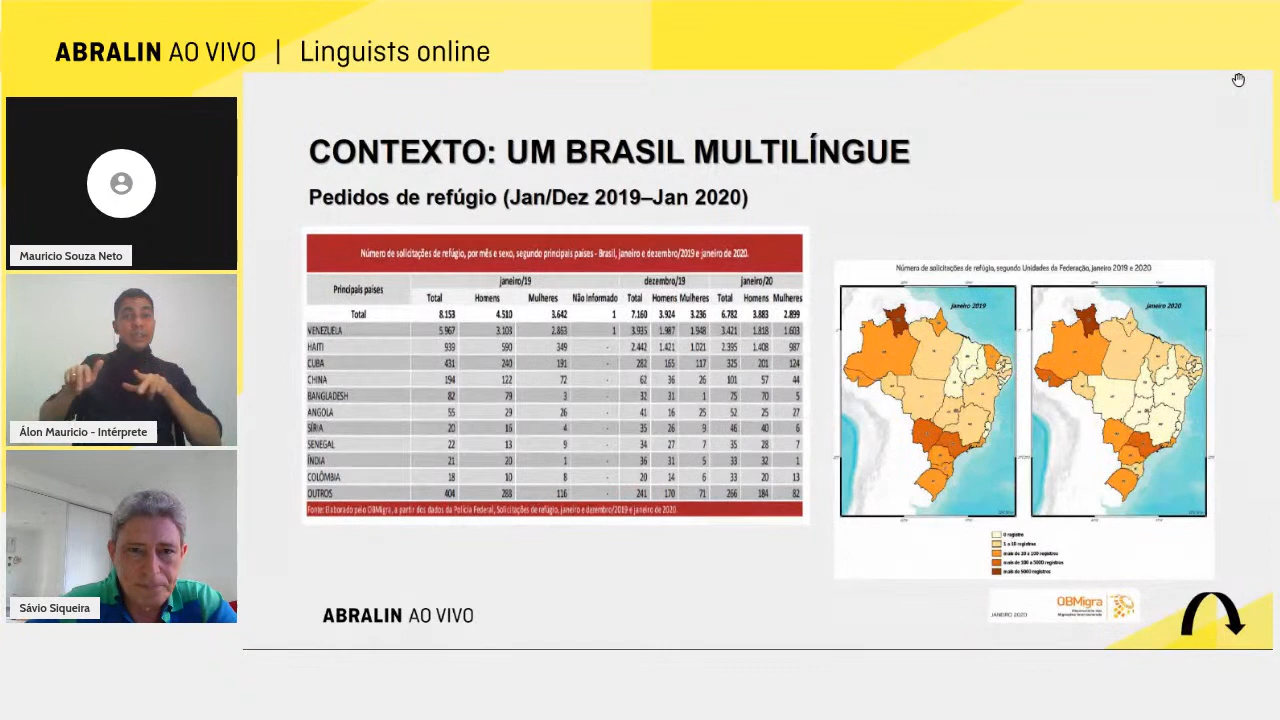 ABRALIN AO VIVO | Linguists online
Mauricio Souza Neto
Álon Mauricio - Intérprete
Sávio Siqueira
CONTEXTO: UM BRASIL MULTILÍNGUE
Pedidos de refúgio (Jan/Dez 2019–Jan 2020)
Número de solicitações de refúgio, por mês e sexo, segundo principais países - Brasil, janeiro e dezembro/2019 e janeiro de 2020.
Principais países janeiro/19 dezembro/19 janeiro/20
Total Homens Mulheres Não informado Total Homens Mulheres Total Homens Mulheres
Total 8.153 4.510 3.642 1 7.160 3.924 3.236 6.782 3.883 2.899
VENEZUELA 5.967 3.103 2.863 1 3.935 1.987 1.948 3.421 1.818 1.603
HAITI 939 590 349 - 2.442 1.421 1.021 2.395 1.408 987
CUBA 431 240 191 - 282 165 117 325 201 124
CHINA 194 122 72 - 62 36 26 101 57 44
BANGLADESH 82 79 3 - 32 31 1 75 70 5
ANGOLA 55 29 26 - 41 16 25 52 25 27
SÍRIA 20 16 4 - 35 26 9 46 40 6
SENEGAL 22 13 9 - 34 27 7 35 28 7
ÍNDIA 21 20 1 - 36 31 5 33 32 1
COLÔMBIA 18 10 8 - 20 14 6 33 20 13
OUTROS 404 288 116 - 241 170 71 266 184 82
Fonte: Elaborado pelo OBMigra, a partir dos dados da Polícia Federal, Solicitações de refúgio, janeiro e dezembro/2019 e janeiro de 2020.
Número de solicitações de refúgio, segundo Unidades da Federação, janeiro 2019 e 2020
janeiro 2019
janeiro 2020
0 registro
1 a 10 registros
mais de 10 a 100 registros
mais de 100 a 5000 registros
mais de 5000 registros
ABRALIN AO VIVO
JANEIRO 2020
OBMigra